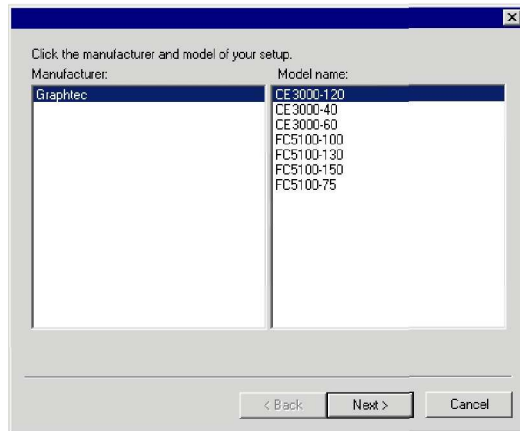 Click the manufacturer and model of your setup.
Manufacturer:
Model name:
Graphtec
CE3000-120
CE3000-40
CE3000-60
FC5100-100
FC5100-130
FC5100-150
FC5100-75
< Back
Next >
Cancel